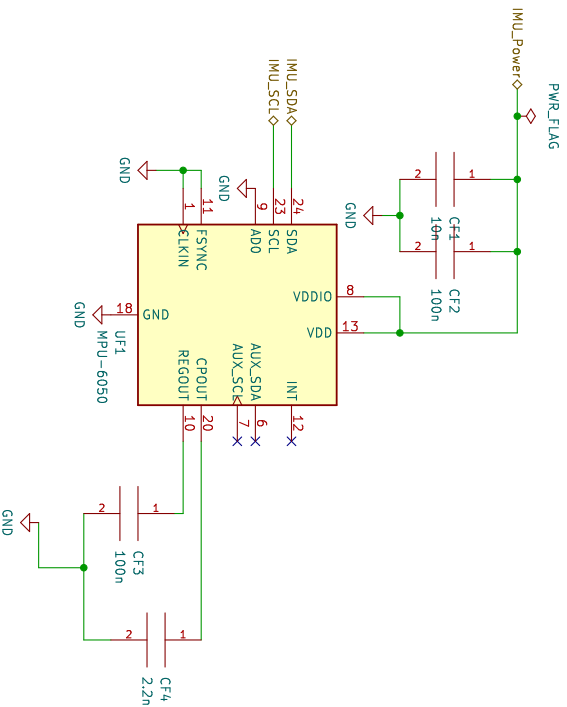 IMU_Power
PWR_FLAG
IMU_SDA
IMU_SCL
GND
1
11
GND
9
23
24
GND
2
1
CF1
10n
2
1
CF2
100n
CLKIN
FSYNC
AD0
SCL
SDA
VDDIO
8
VDD
13
GND
18
GND
UF1
MPU-6050
REGOUT
CPOUT
AUX_SCL
AUX_SDA
INT
10
20
7
6
12
GND
2
1
CF3
100n
2
1
CF4
2.2n